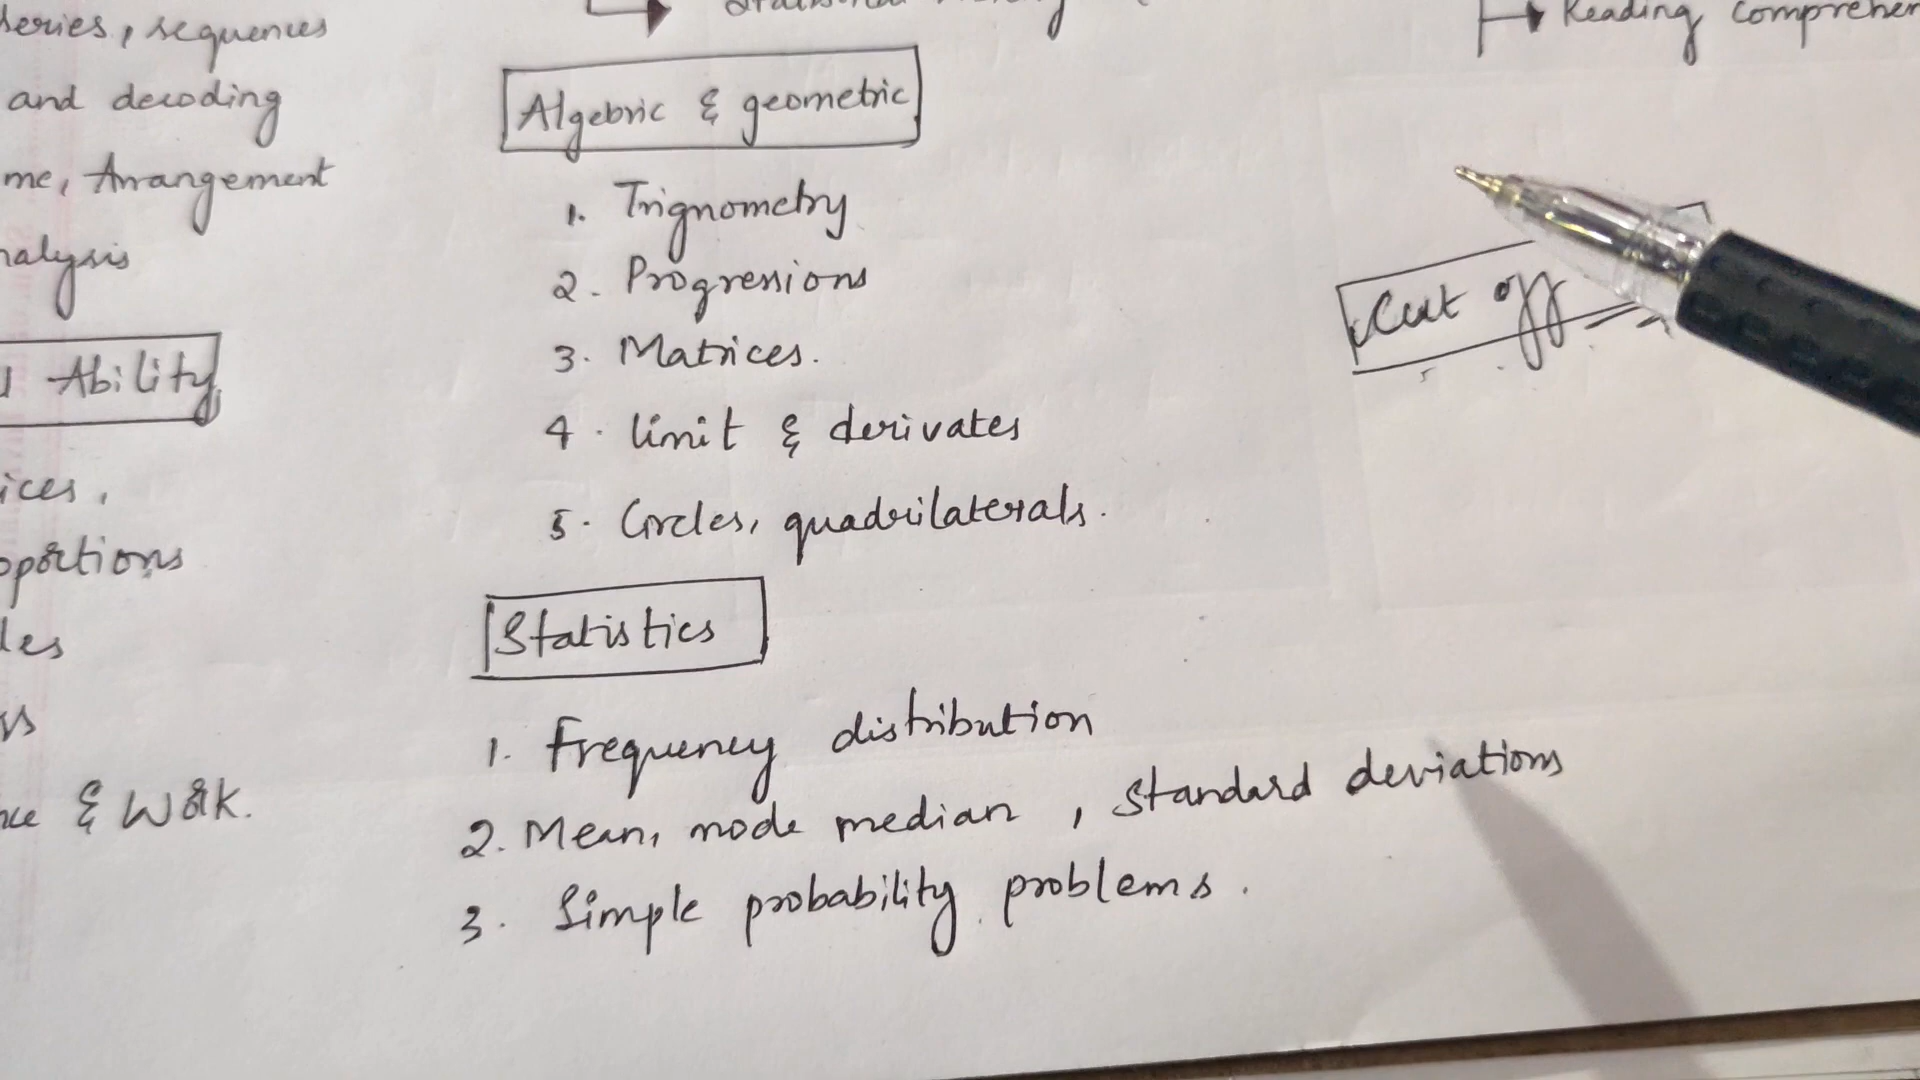 series, sequences
and decoding
me, Arrangement
nalysis
Ability
ices,
oportions
les
& Work.
Algebric & geometric
1. Trignometry
2. Progressions
3. Matrices.
4. limit & derivates
5. Circles, quadrilaterals.
Statistics
1. Frequency distribution
2. Mean, mode median, standard deviations
3. Simple probability problems.
Reading Comprehen
Cut off